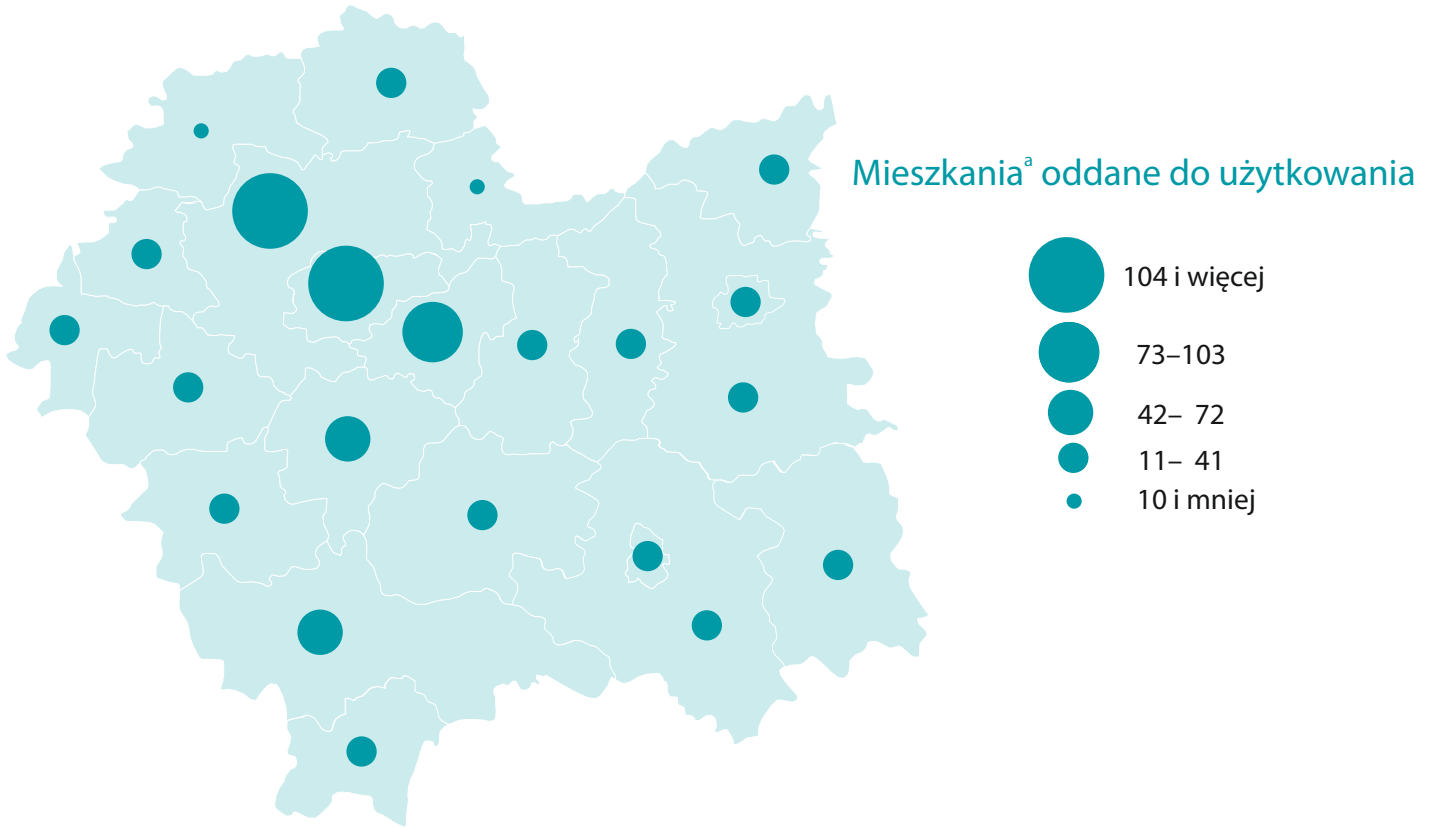 Mieszkaniaª oddane do użytkowania
104 i więcej
73–103
42– 72
11– 41
10 i mniej